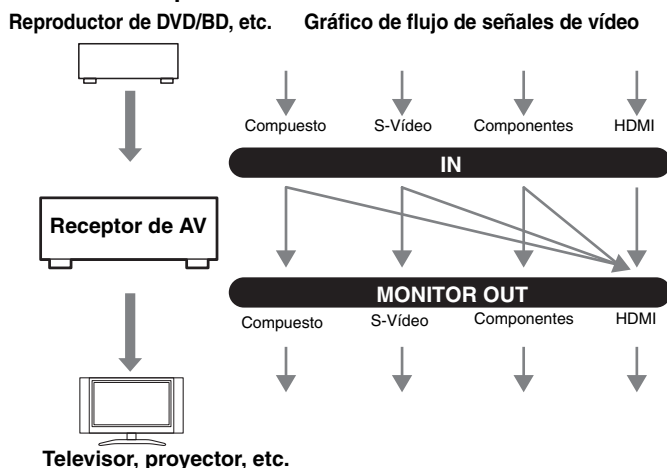 Reproductor de DVD/BD, etc.
Gráfico de flujo de señales de vídeo
Compuesto S-Vídeo Componentes HDMI
IN
Receptor de AV
MONITOR OUT
Compuesto S-Vídeo Componentes HDMI
Televisor, proyector, etc.